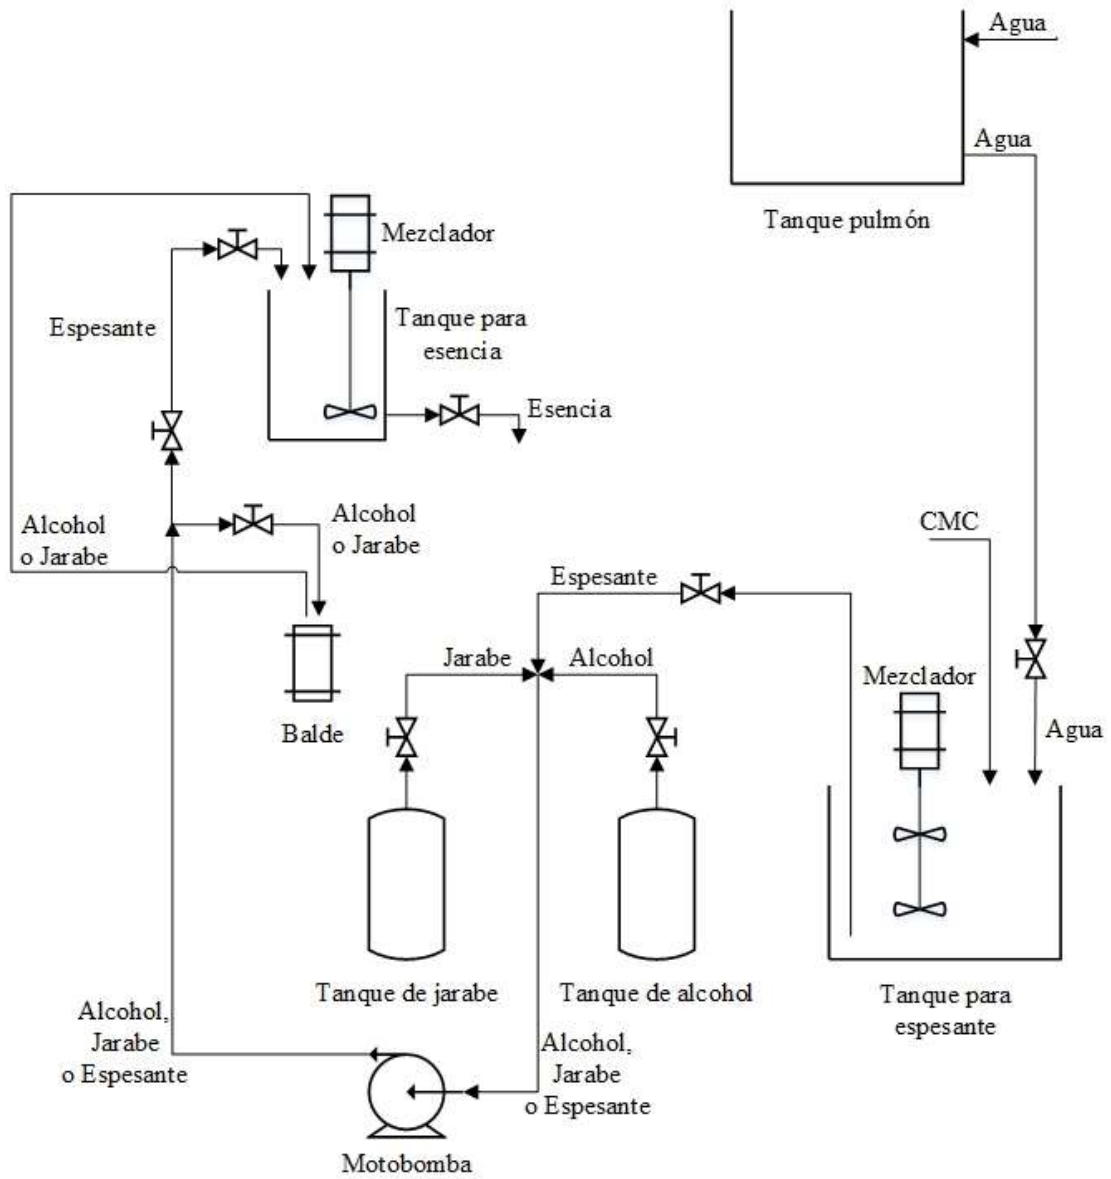 Agua
Agua
Tanque pulmón
Mezclador
Espesante
Tanque para
esencia
Esencia
Alcohol
o Jarabe
Alcohol
o Jarabe
CMC
Espesante
Jarabe
Alcohol
Mezclador
Balde
Agua
Tanque de jarabe
Tanque de alcohol
Tanque para
espesante
Alcohol,
Jarabe
o Espesante
Alcohol,
Jarabe
o Espesante
Motobomba